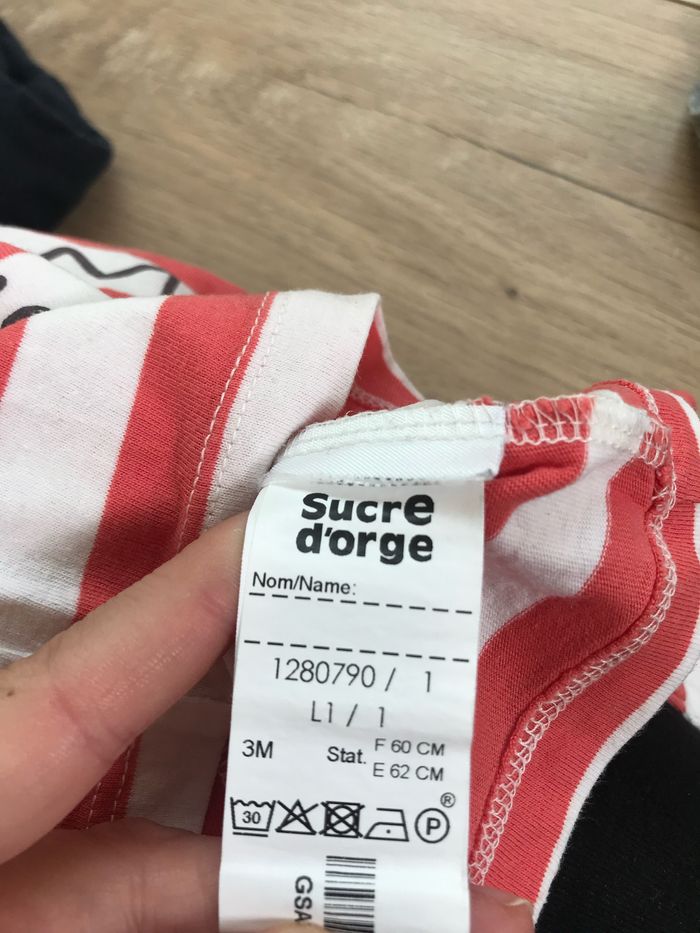 Sucre
d'orge
Nom/Name:
1280790 / 1
L1 / 1
3M Stat. F 60 CM
E 62 CM
30 P ®
GSA